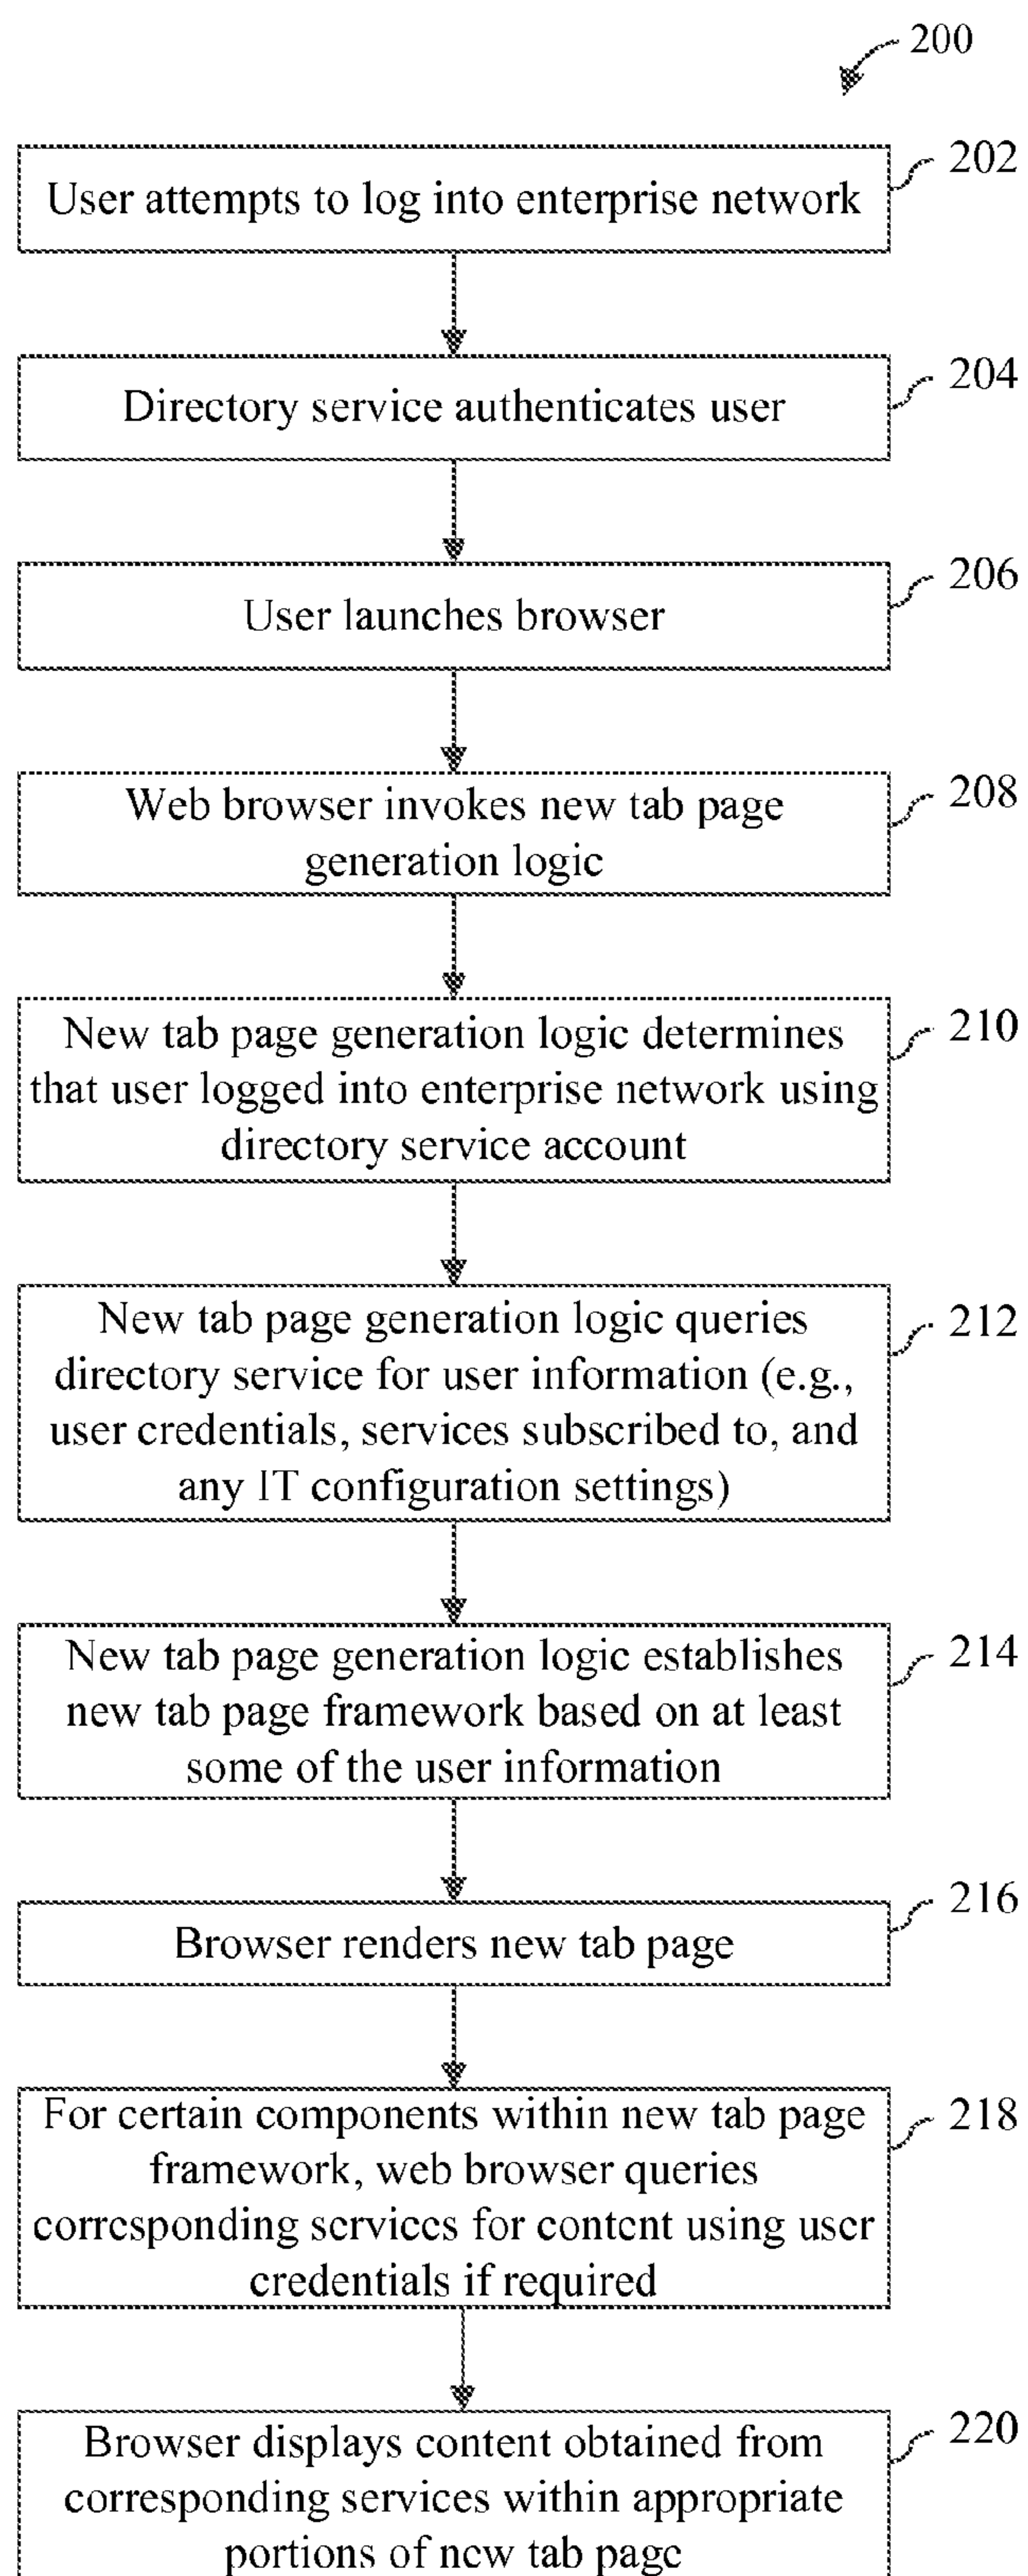 200
202
User attempts to log into enterprise network
204
Directory service authenticates user
206
User launches browser
208
Web browser invokes new tab page
generation logic
210
New tab page generation logic determines
that user logged into enterprise network using
directory service account
212
New tab page generation logic queries
directory service for user information (e.g.,
user credentials, services subscribed to, and
any IT configuration settings)
214
New tab page generation logic establishes
new tab page framework based on at least
some of the user information
216
Browser renders new tab page
218
For certain components within new tab page
framework, web browser queries
corresponding services for content using user
credentials if required
220
Browser displays content obtained from
corresponding services within appropriate
portions of new tab page